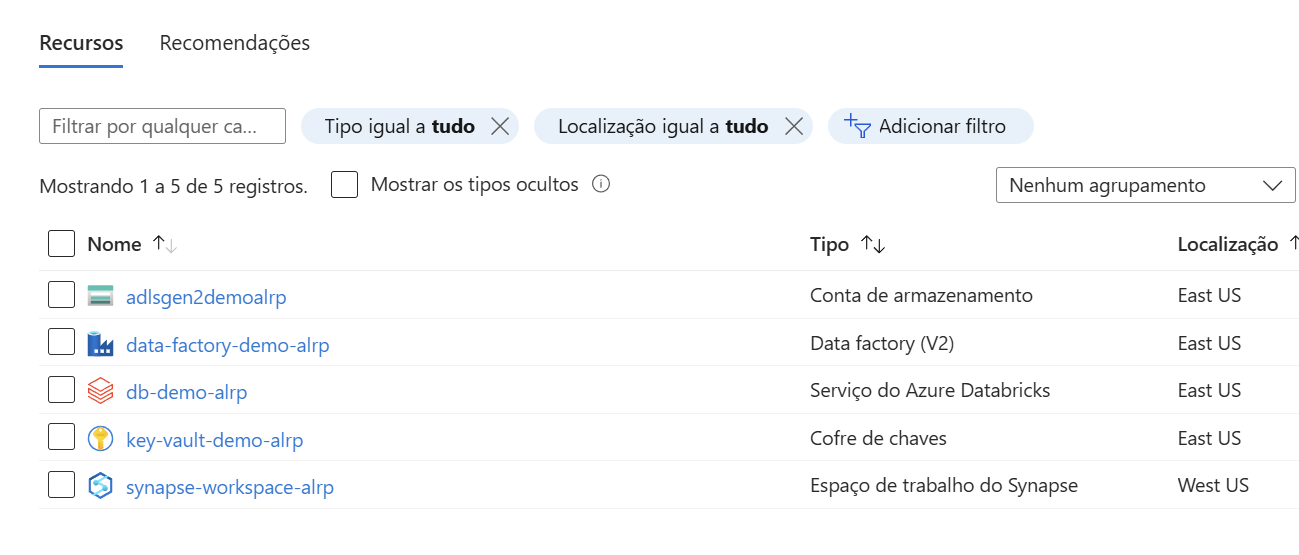 Recursos Recomendações
Filtrar por qualquer ca... Tipo igual a tudo Localização igual a tudo Adicionar filtro
Mostrando 1 a 5 de 5 registros. Mostrar os tipos ocultos Nenhum agrupamento
Nome Tipo Localização
adlsgen2demoalrp Conta de armazenamento East US
data-factory-demo-alrp Data factory (V2) East US
db-demo-alrp Serviço do Azure Databricks East US
key-vault-demo-alrp Cofre de chaves East US
synapse-workspace-alrp Espaço de trabalho do Synapse West US